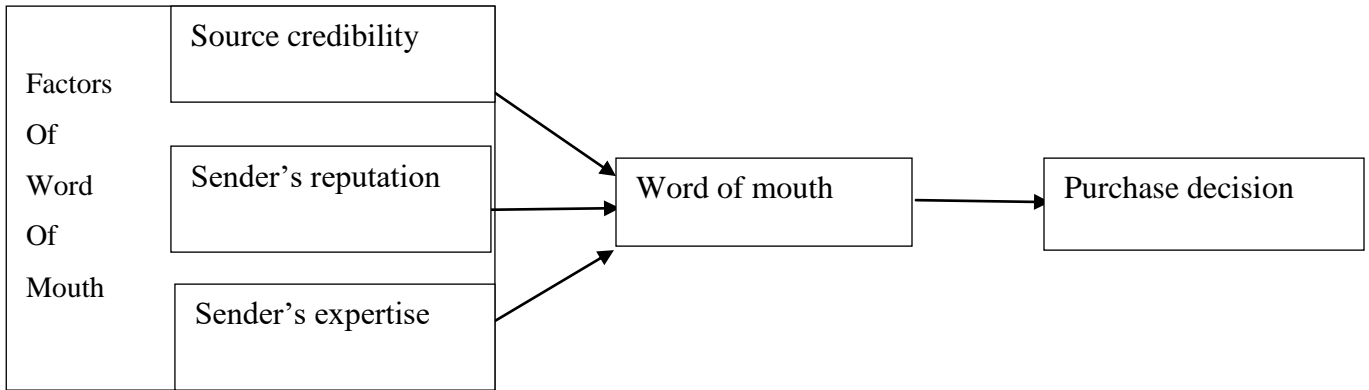 Factors
Of
Word
Of
Mouth
Source credibility
Sender’s reputation
Sender’s expertise
Word of mouth
Purchase decision